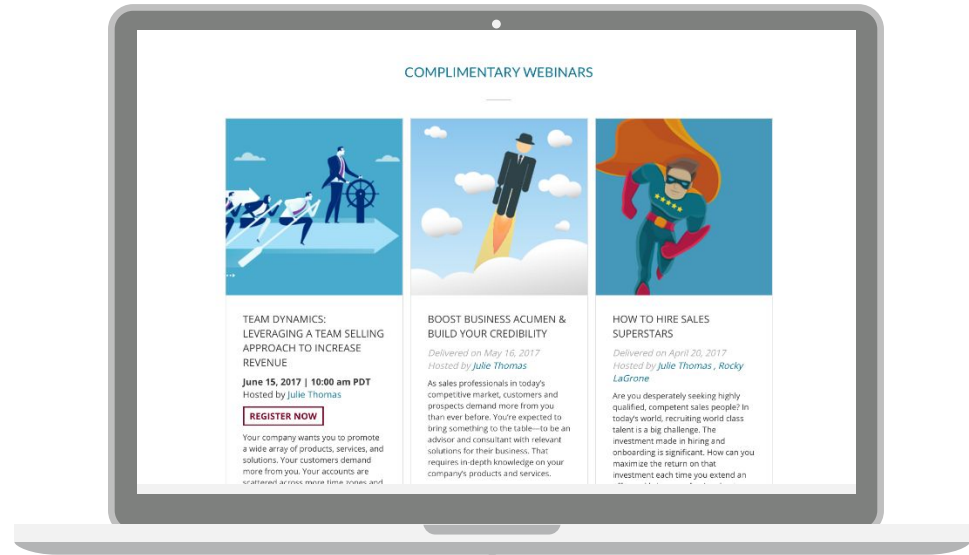 COMPLIMENTARY WEBINARS
TEAM DYNAMICS:
LEVERAGING A TEAM SELLING
APPROACH TO INCREASE
REVENUE
June 15, 2017 | 10:00 am PDT
Hosted by Julie Thomas
REGISTER NOW
Your company wants you to promote
a wide array of products, services, and
solutions. Your customers demand
more from you. Your accounts are
scattered across more time zones and
BOOST BUSINESS ACUMEN &
BUILD YOUR CREDIBILITY
Delivered on May 16, 2017
Hosted by Julie Thomas
As sales professionals in today's
competitive market, customers and
prospects demand more from you
than ever before. You're expected to
bring something to the table—to be an
advisor and consultant with relevant
solutions for their business. That
requires in-depth knowledge on your
company's products and services.
HOW TO HIRE SALES
SUPERSTARS
Delivered on April 20, 2017
Hosted by Julie Thomas , Rocky
LaGrone
Are you desperately seeking highly
qualified, competent sales people? In
today's world, recruiting world class
talent is a big challenge. The
investment made in hiring and
onboarding is significant. How can you
maximize the return on that
investment each time you extend an